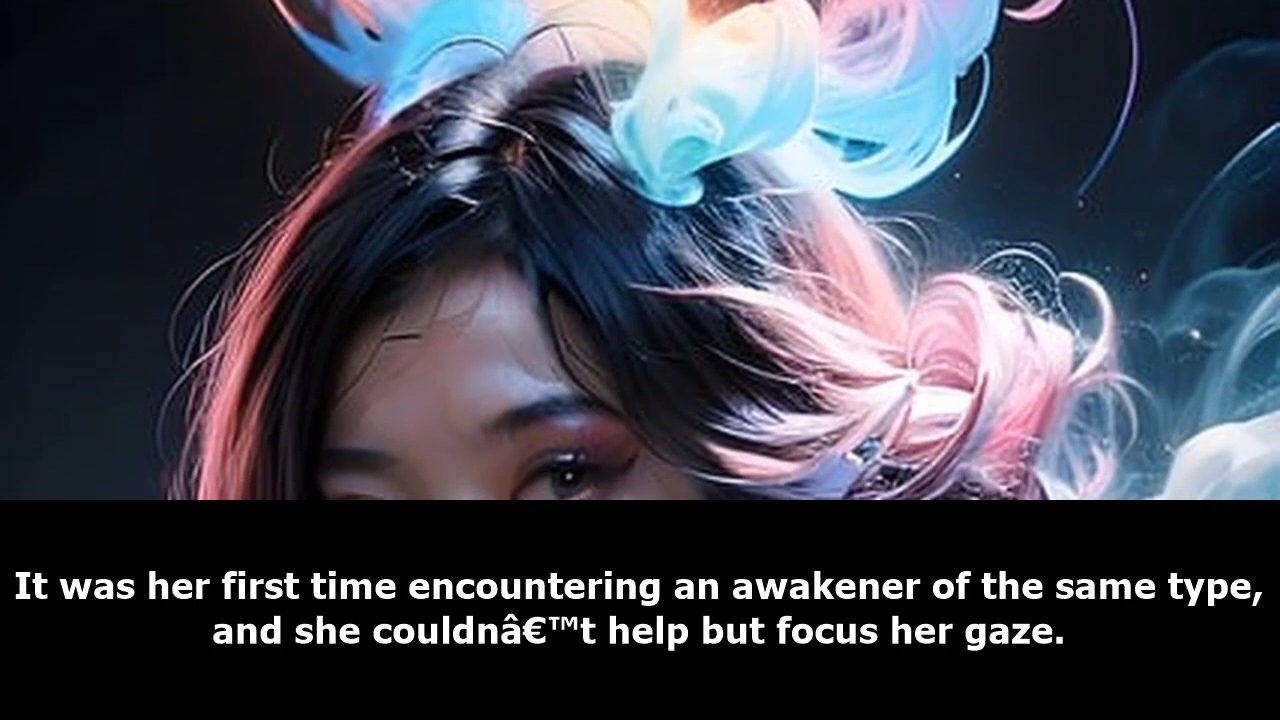 It was her first time encountering an awakener of the same type,
and she couldnâ€™t help but focus her gaze.